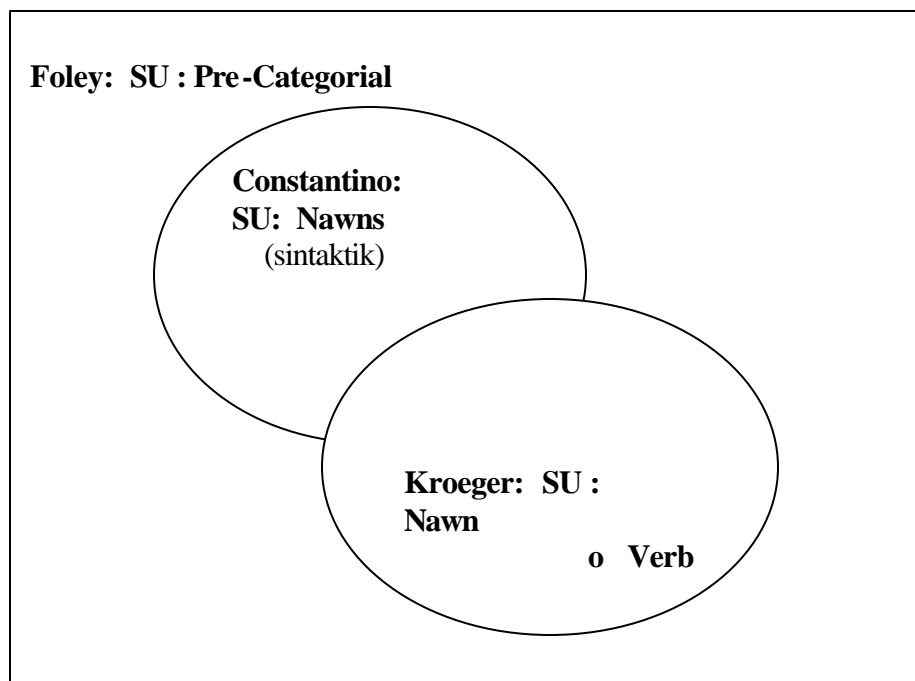 Foley: SU : Pre-Categorial
Constantino:
SU: Nawns
(sintaktik)
Kroeger: SU :
Nawn
o Verb